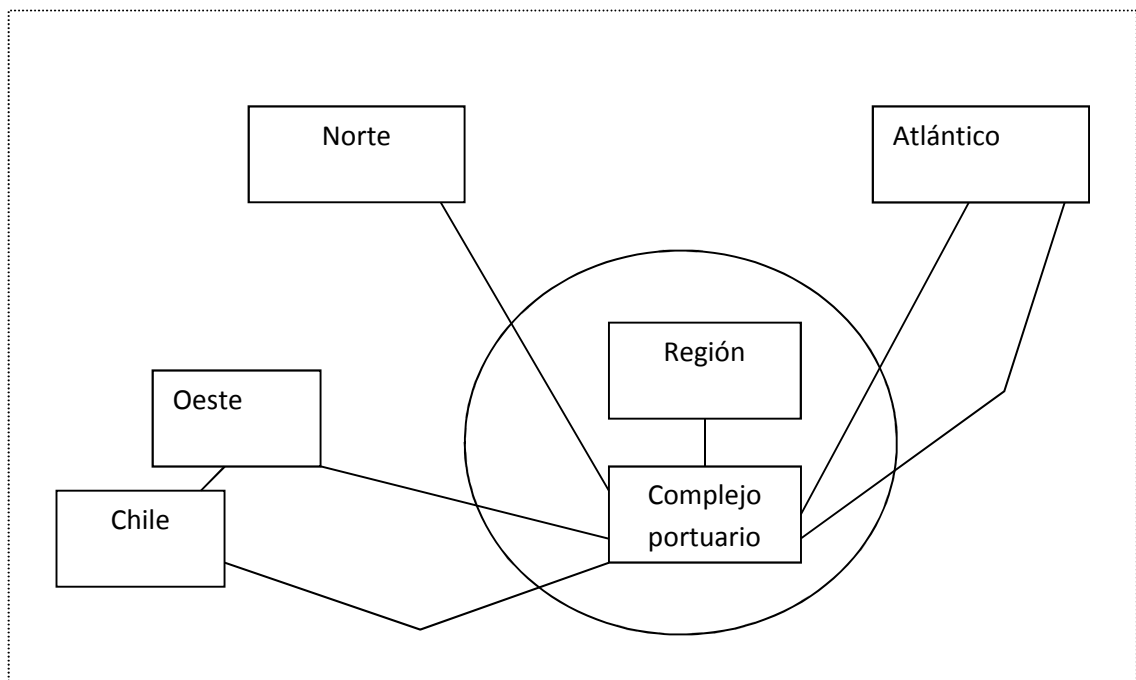 Norte
Atlántico
Región
Oeste
Complejo
portuario
Chile